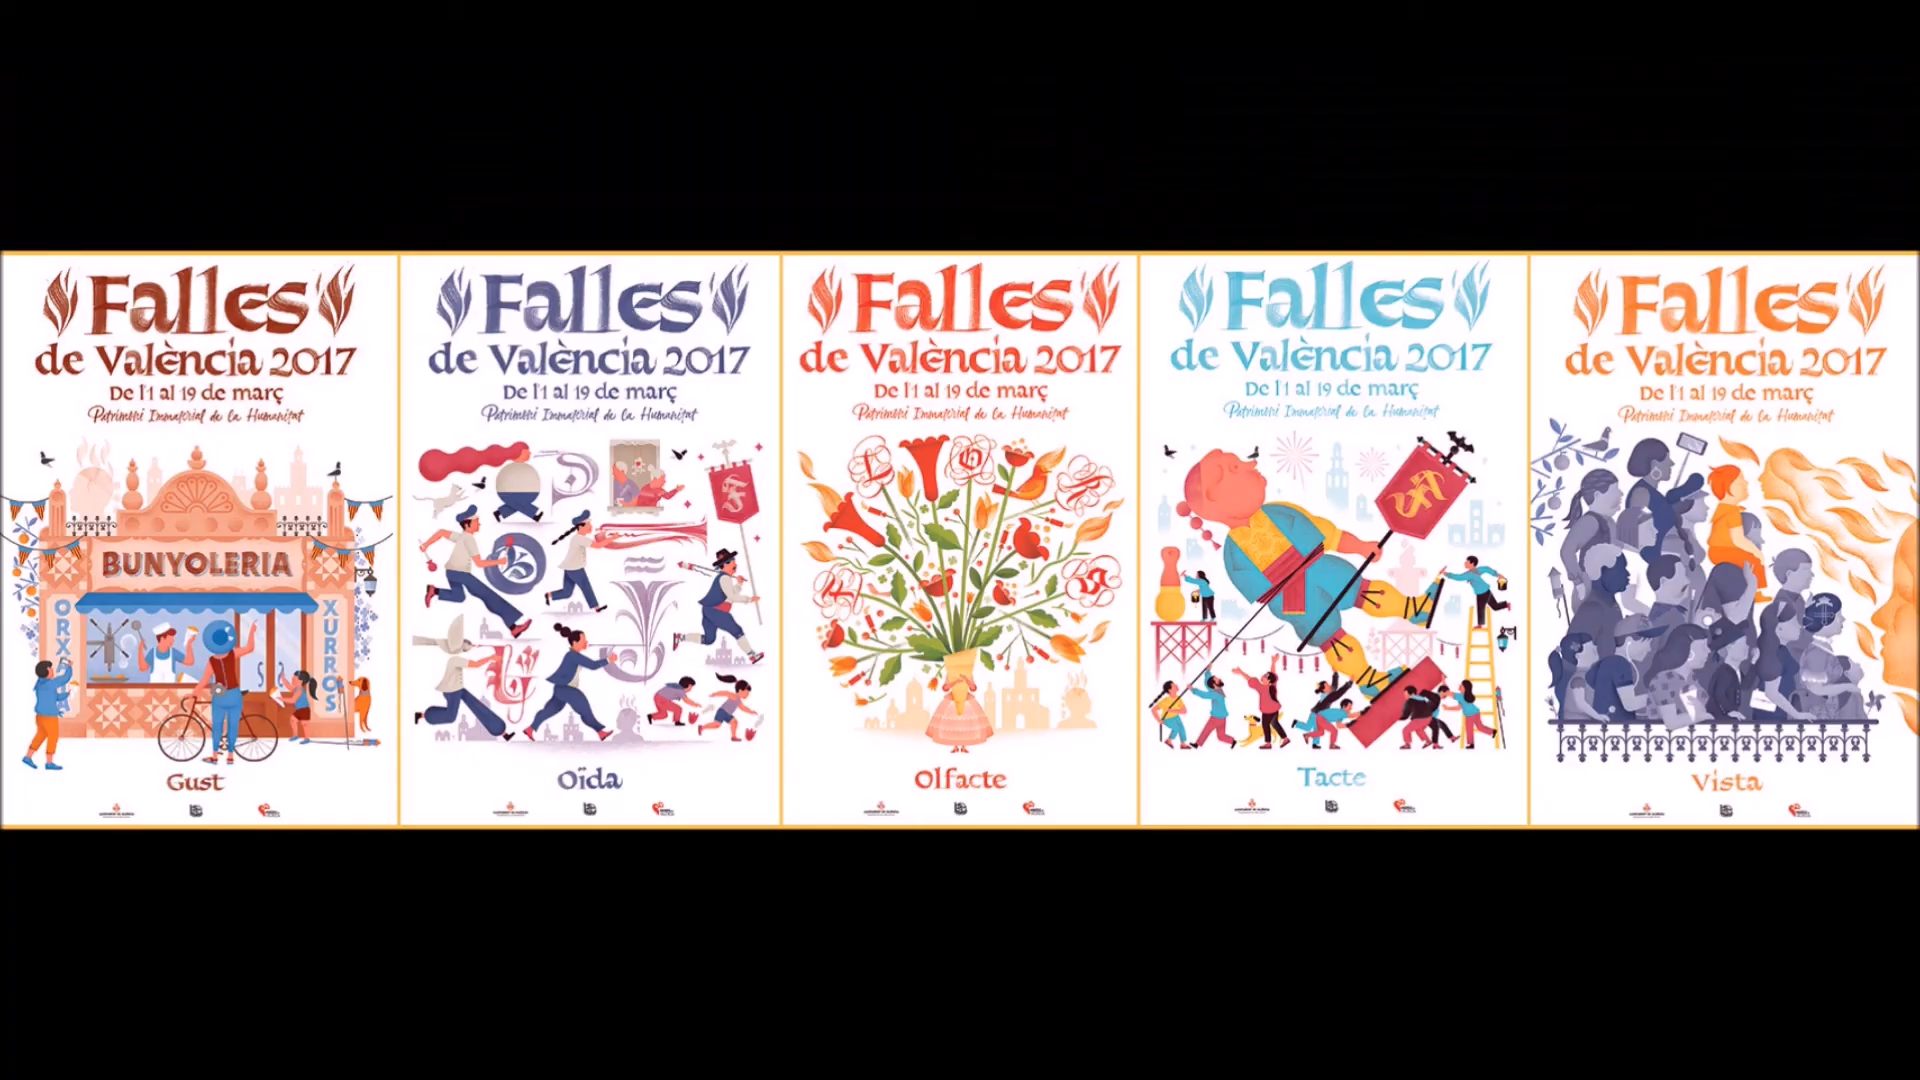 Falles
de València 2017
De l'1 al 19 de març
Patrimoni Immaterial de la Humanitat
BUNYOLERIA
ORXATA
XURROS
Gust
Falles
de València 2017
De l'1 al 19 de març
Patrimoni Immaterial de la Humanitat
F
Oïda
Falles
de València 2017
De l'1 al 19 de març
Patrimoni Immaterial de la Humanitat
Olfacte
Falles
de València 2017
De l'1 al 19 de març
Patrimoni Immaterial de la Humanitat
Tacte
Falles
de València 2017
De l'1 al 19 de març
Patrimoni Immaterial de la Humanitat
Vista